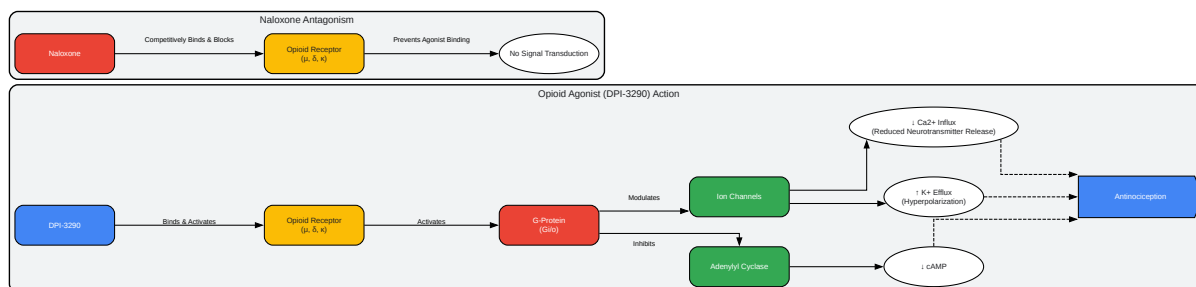 Naloxone Antagonism
Naloxone
Competitively Binds & Blocks
Opioid Receptor
(μ, δ, κ)
Prevents Agonist Binding
No Signal Transduction
Opioid Agonist (DPI-3290) Action
DPI-3290
Binds & Activates
Opioid Receptor
(μ, δ, κ)
Activates
G-Protein
(Gi/o)
Modulates
Inhibits
Ion Channels
Adenylyl Cyclase
↓ Ca2+ Influx
(Reduced Neurotransmitter Release)
↑ K+ Efflux
(Hyperpolarization)
↓ cAMP
Antinociception